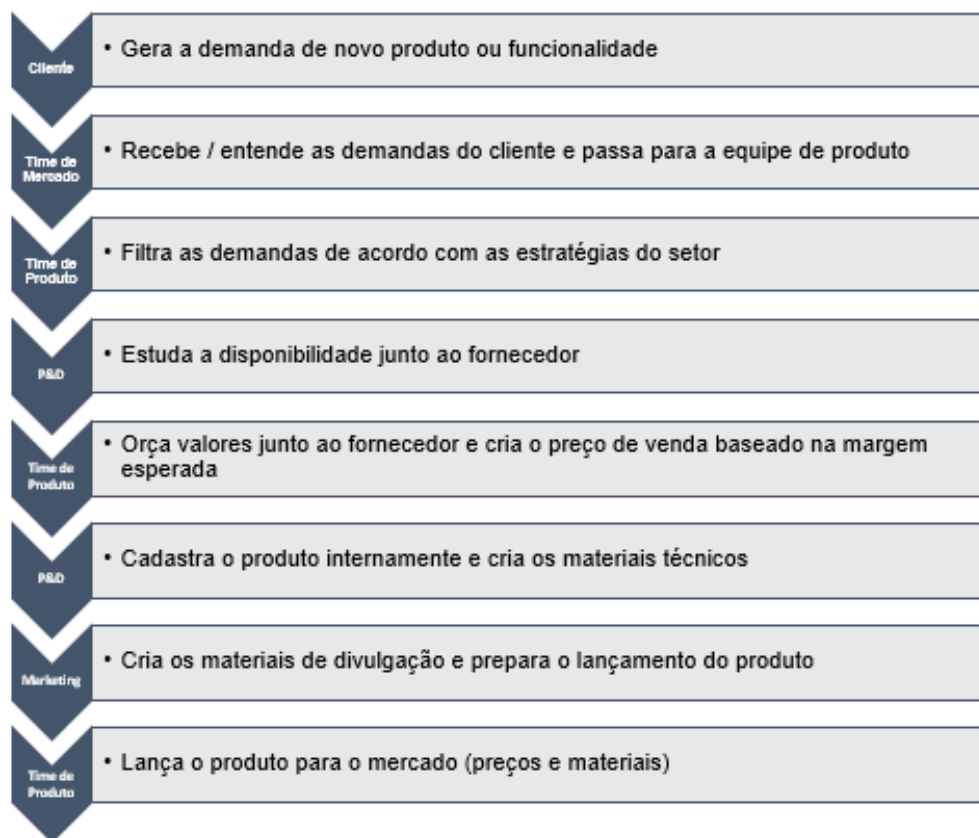 Cliente
• Gera a demanda de novo produto ou funcionalidade
Time de
Mercado
• Recebe / entende as demandas do cliente e passa para a equipe de produto
Time de
Produto
• Filtra as demandas de acordo com as estratégias do setor
P&D
• Estuda a disponibilidade junto ao fornecedor
Time de
Produto
• Orça valores junto ao fornecedor e cria o preço de venda baseado na margem
esperada
P&D
• Cadastra o produto internamente e cria os materiais técnicos
Marketing
• Cria os materiais de divulgação e prepara o lançamento do produto
Time de
Produto
• Lança o produto para o mercado (preços e materiais)